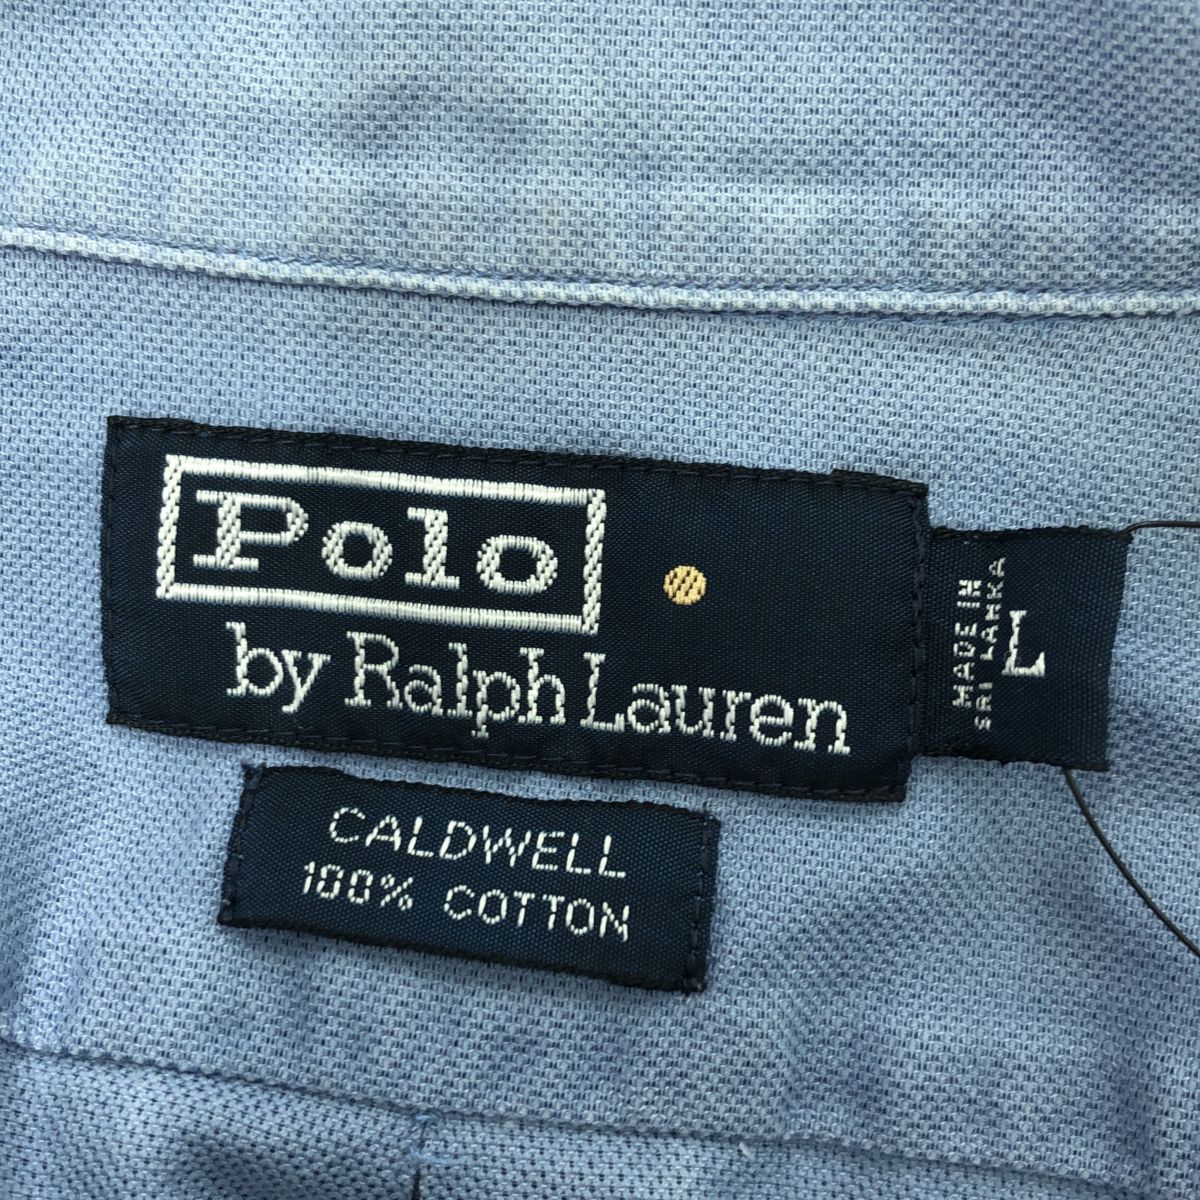 Polo
by Ralph Lauren
MADE IN
SRI LANKA
L
CALDWELL
100% COTTON